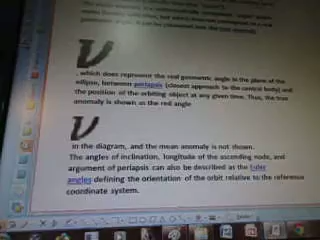 ν
, which does represent the real geometric angle in the plane of the
ellipse, between periapsis (closest approach to the central body) and
the position of the orbiting object at any given time. Thus, the true
anomaly is shown as the red angle
ν
in the diagram, and the mean anomaly is not shown.
The angles of inclination, longitude of the ascending node, and
argument of periapsis can also be described as the Euler
angles defining the orientation of the orbit relative to the reference
coordinate system.